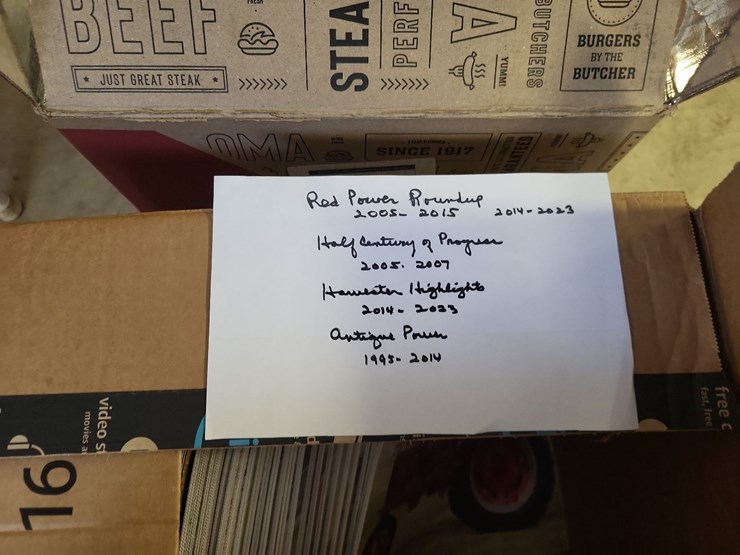 BEEF
FRESH
★ JUST GREAT STEAK ★
STEA
PERF
A
YUMM!
BUTCHERS
BURGERS
BY THE
BUTCHER
OMA
SINCE 1917
Red Power Roundup
2005- 2015 2014-2023
Half Century of Progress
2005- 2007
Harvester Highlights
2014- 2023
Antique Power
1995- 2014
video s
movies a
free
fast, free
16